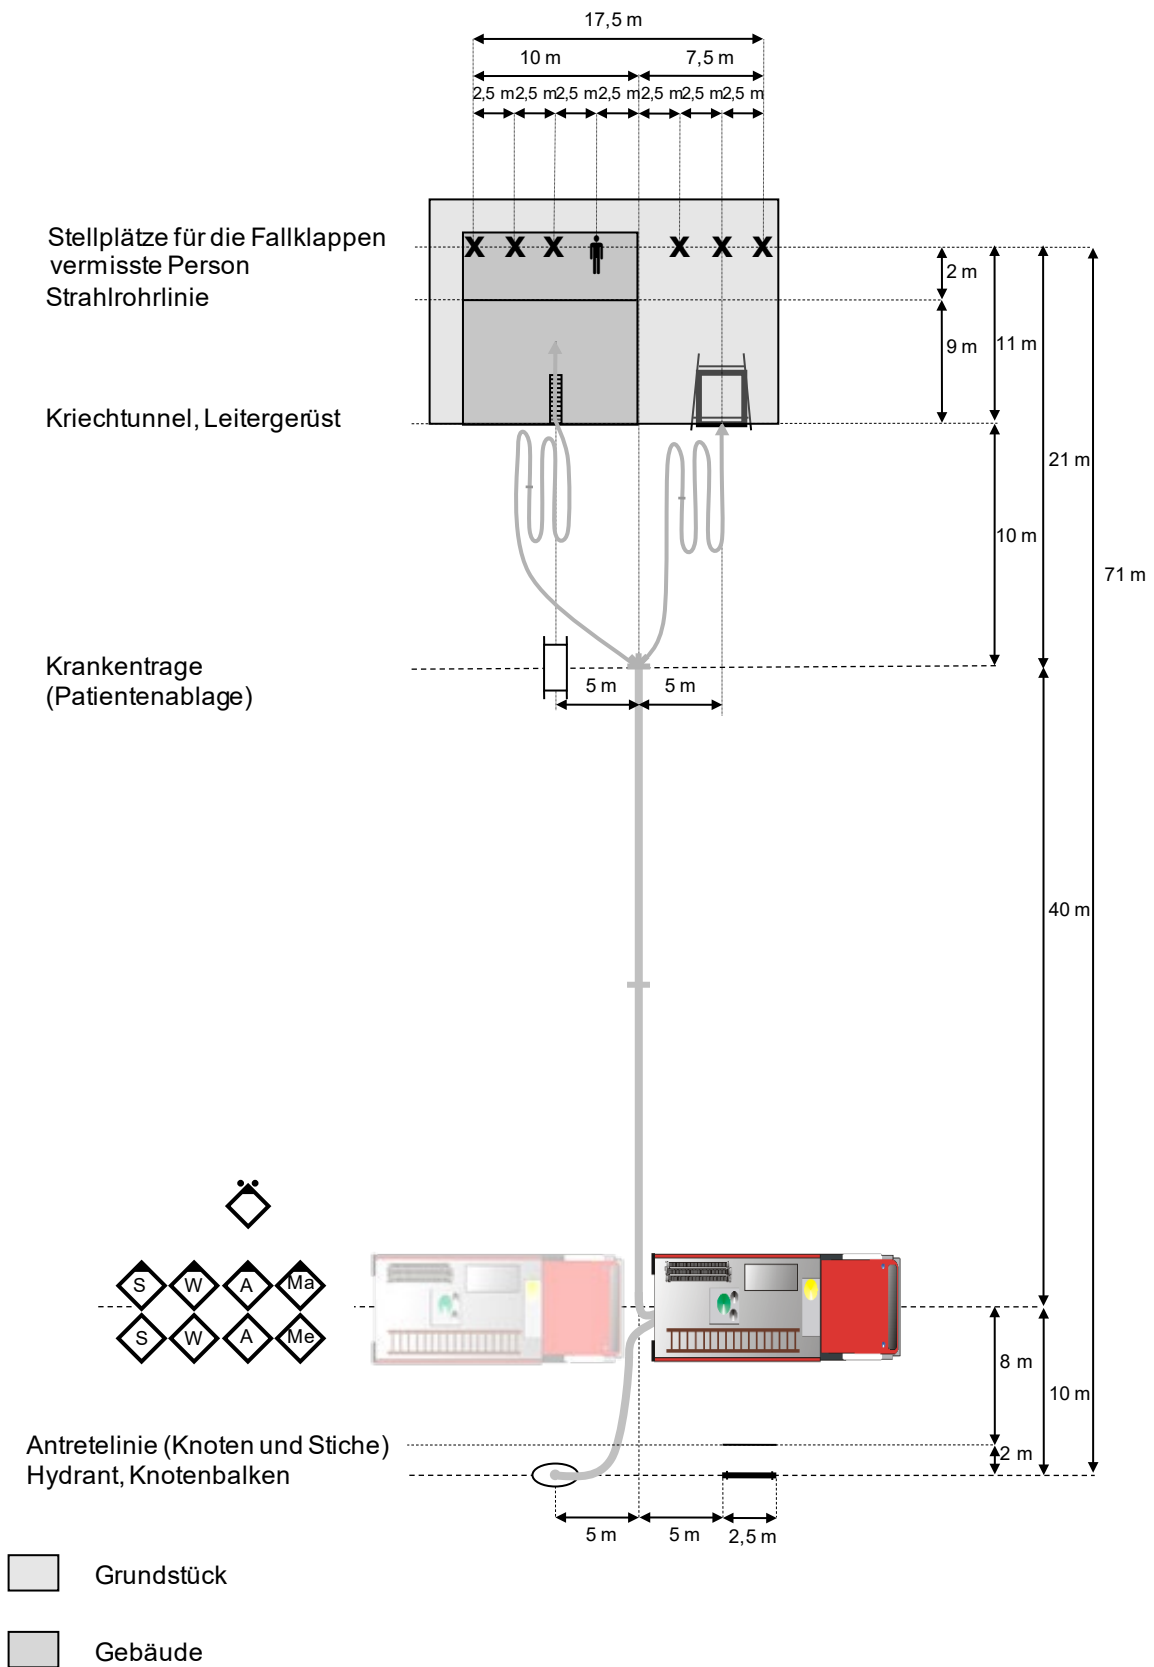 17,5 m
10 m 7,5 m
2,5 m 2,5 m 2,5 m 2,5 m 2,5 m 2,5 m 2,5 m
Stellplätze für die Fallklappen
vermisste Person
Strahlrohrlinie
X X X X X X
2 m
9 m
11 m
Kriechtunnel, Leitergerüst
21 m
10 m
71 m
Krankentrage
(Patientenablage)
5 m 5 m
40 m
S W A Ma
S W A Me
8 m
10 m
Antretelinie (Knoten und Stiche)
2 m
Hydrant, Knotenbalken
5 m 5 m 2,5 m
Grundstück
Gebäude